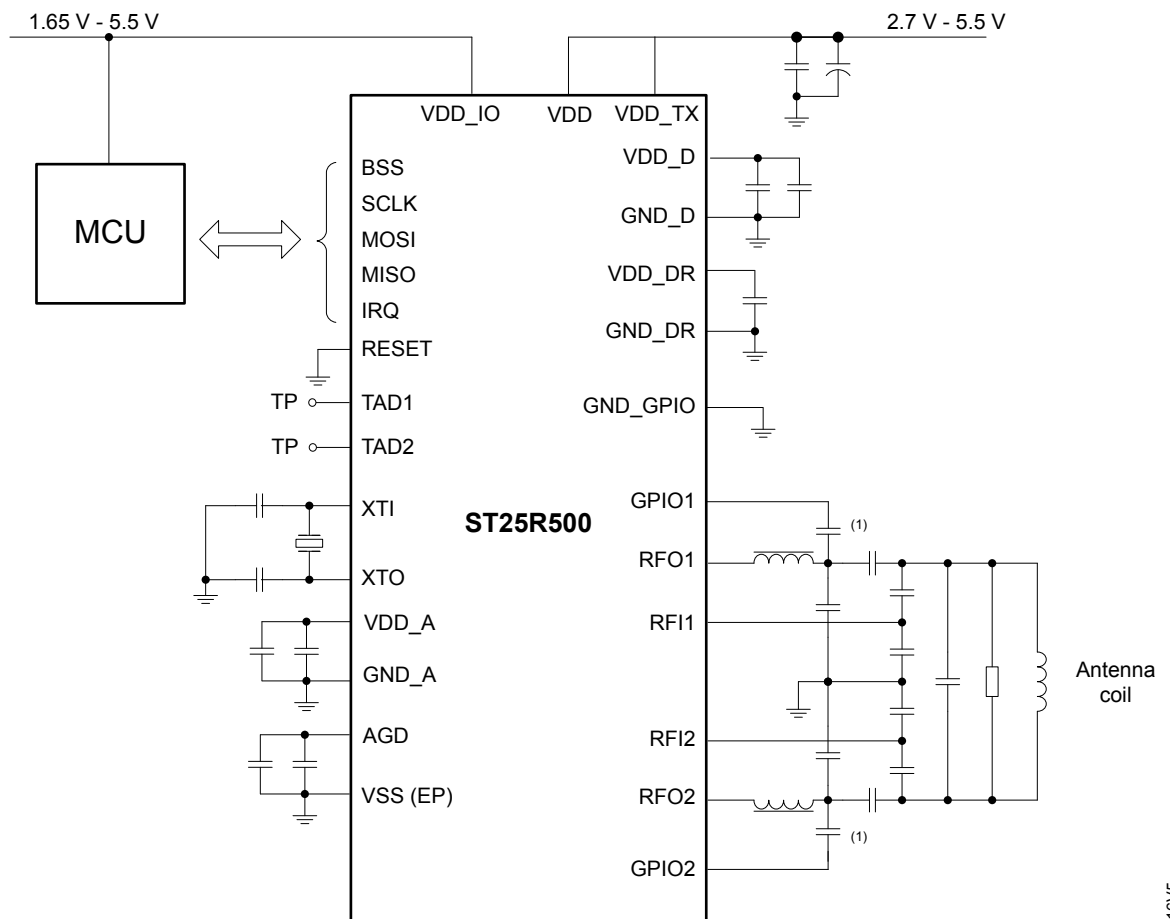 1.65 V - 5.5 V
2.7 V - 5.5 V
VDD_IO
VDD
VDD_TX
MCU
BSS
SCLK
MOSI
MISO
IRQ
RESET
TP
TAD1
TP
TAD2
XTI
XTO
VDD_A
GND_A
AGD
VSS (EP)
ST25R500
VDD_D
GND_D
VDD_DR
GND_DR
GND_GPIO
GPIO1
(1)
RFO1
RFI1
RFI2
RFO2
(1)
GPIO2
Antenna
coil